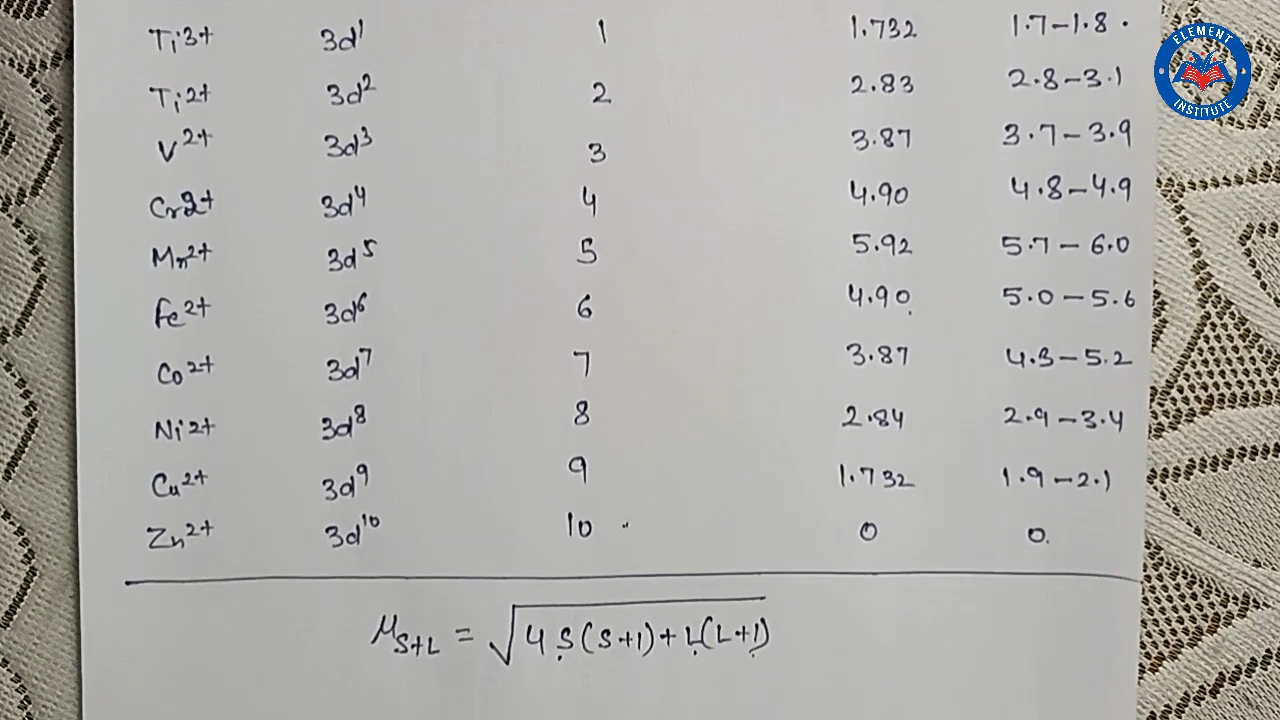 Ti3+ 3d¹ 1 1.732 1.7-1.8.
Ti2+ 3d² 2 2.83 2.8-3.1
V2+ 3d³ 3 3.87 3.7-3.9
Cr2+ 3d⁴ 4 4.90 4.8-4.9
Mn2+ 3d⁵ 5 5.92 5.7-6.0
Fe2+ 3d⁶ 6 4.90 5.0-5.6
Co2+ 3d⁷ 7 3.87 4.3-5.2
Ni2+ 3d⁸ 8 2.84 2.9-3.4
Cu2+ 3d⁹ 9 1.732 1.9-2.1
Zn2+ 3d¹⁰ 10 0 0.
μS+L = √4S(S+1)+L(L+1)
ELEMENT
INSTITUTE